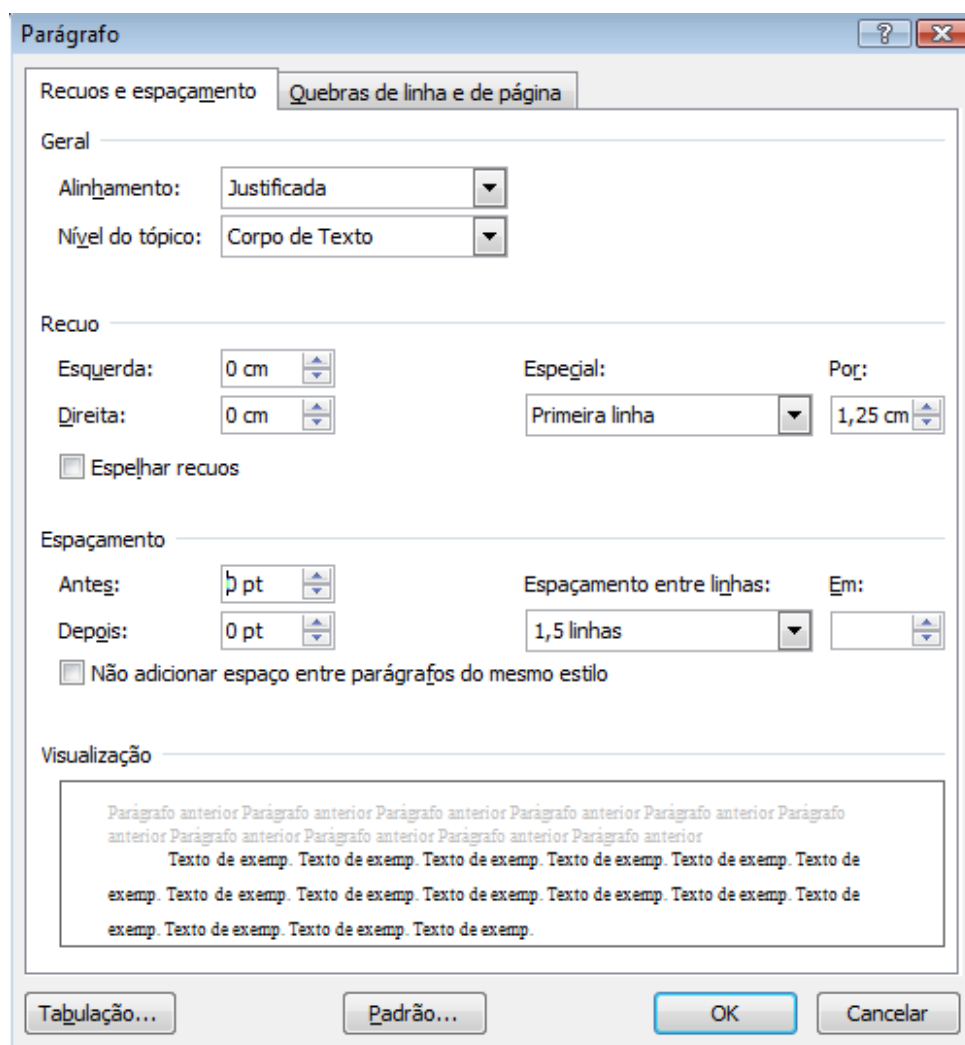 Parágrafo
Recuos e espaçamento Quebras de linha e de página
Geral
Alinhamento: Justificada
Nível do tópico: Corpo de Texto
Recuo
Esquerda: 0 cm Especial: Por:
Direita: 0 cm Primeira linha 1,25 cm
Espelhar recuos
Espaçamento
Antes: 0 pt Espaçamento entre linhas: Em:
Depois: 0 pt 1,5 linhas
Não adicionar espaço entre parágrafos do mesmo estilo
Visualização
Parágrafo anterior Parágrafo anterior Parágrafo anterior Parágrafo anterior Parágrafo anterior Parágrafo
anterior Parágrafo anterior Parágrafo anterior Parágrafo anterior Parágrafo anterior
Texto de exemp. Texto de exemp. Texto de exemp. Texto de exemp. Texto de exemp. Texto de
exemp. Texto de exemp. Texto de exemp. Texto de exemp. Texto de exemp. Texto de exemp. Texto de
exemp. Texto de exemp. Texto de exemp. Texto de exemp.
Tabulação... Padrão... OK Cancelar